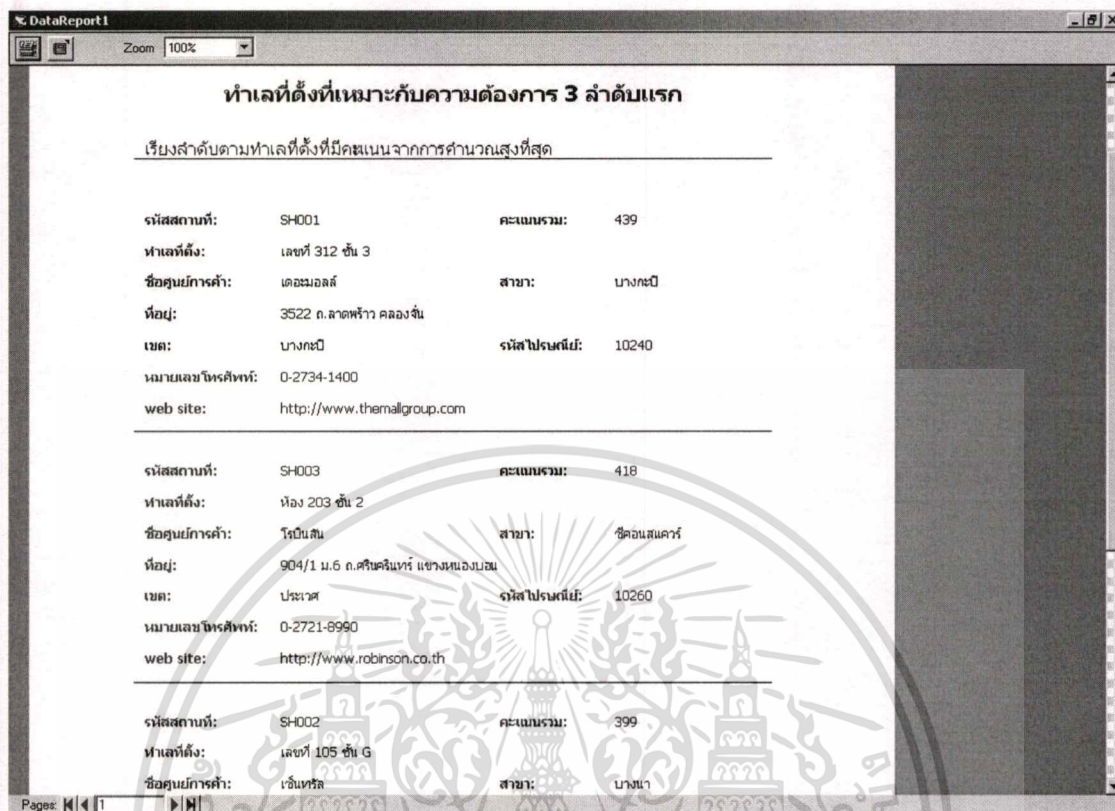 DataReport1
Zoom 100%
ทำเลที่ตั้งที่เหมาะกับความต้องการ 3 ลำดับแรก
เรียงลำดับตามทำเลที่ตั้งที่มีคะแนนจากการคำนวณสูงที่สุด
รหัสสถานที่: SH001 คะแนนรวม: 439
ทำเลที่ตั้ง: เลขที่ 312 ชั้น 3
ชื่อศูนย์การค้า: เดอะมอลล์ สาขา: บางกะปิ
ที่อยู่: 3522 ถ.ลาดพร้าว คลองจั่น
เขต: บางกะปิ รหัสไปรษณีย์: 10240
หมายเลขโทรศัพท์: 0-2734-1400
web site: http://www.themallgroup.com
รหัสสถานที่: SH003 คะแนนรวม: 418
ทำเลที่ตั้ง: ห้อง 203 ชั้น 2
ชื่อศูนย์การค้า: โรบินสัน สาขา: ซีคอนสแควร์
ที่อยู่: 904/1 ม.6 ถ.ศรีนครินทร์ แขวงหนองบอน
เขต: ประเวศ รหัสไปรษณีย์: 10260
หมายเลขโทรศัพท์: 0-2721-8990
web site: http://www.robinson.co.th
รหัสสถานที่: SH002 คะแนนรวม: 399
ทำเลที่ตั้ง: เลขที่ 105 ชั้น G
ชื่อศูนย์การค้า: เซ็นทรัล สาขา: บางนา
Pages: 1